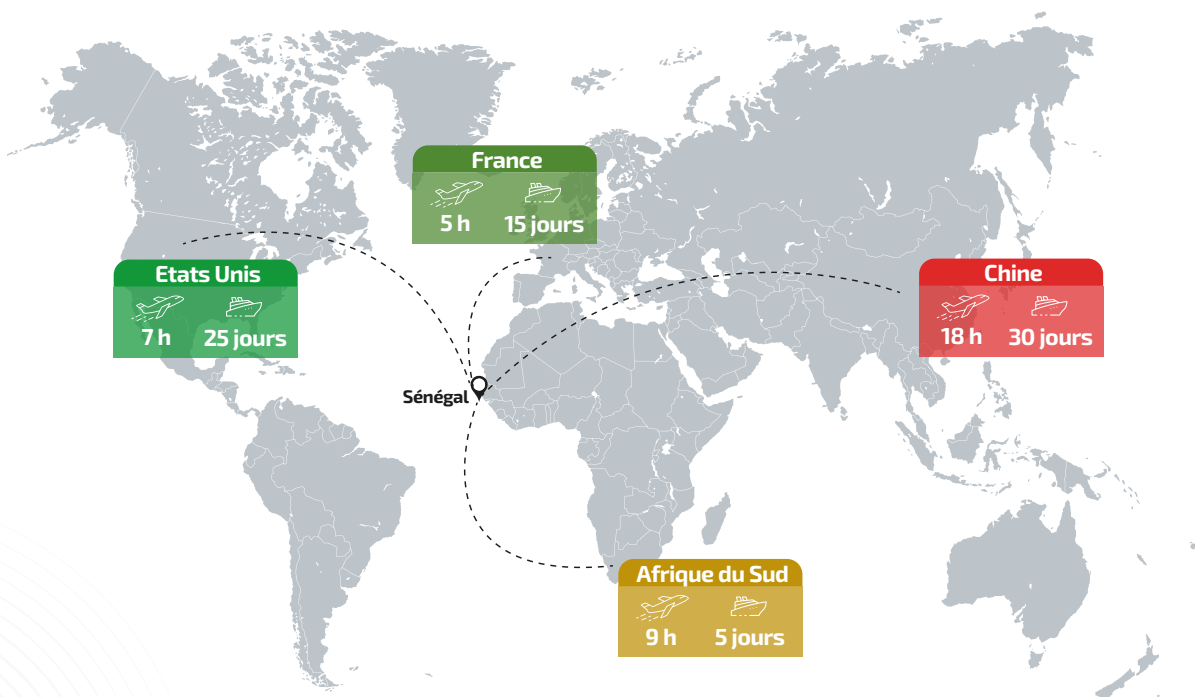 France
5 h 15 jours
Etats Unis
7 h 25 jours
Chine
18 h 30 jours
Sénégal
Afrique du Sud
9 h 5 jours